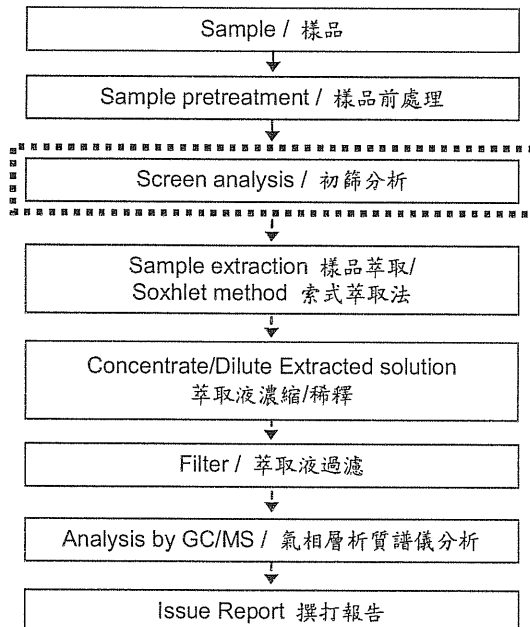 Sample / 樣品
Sample pretreatment / 樣品前處理
Screen analysis / 初篩分析
Sample extraction 樣品萃取/
Soxhlet method 索式萃取法
Concentrate/Dilute Extracted solution
萃取液濃縮/稀釋
Filter / 萃取液過濾
Analysis by GC/MS / 氣相層析質譜儀分析
Issue Report 撰打報告